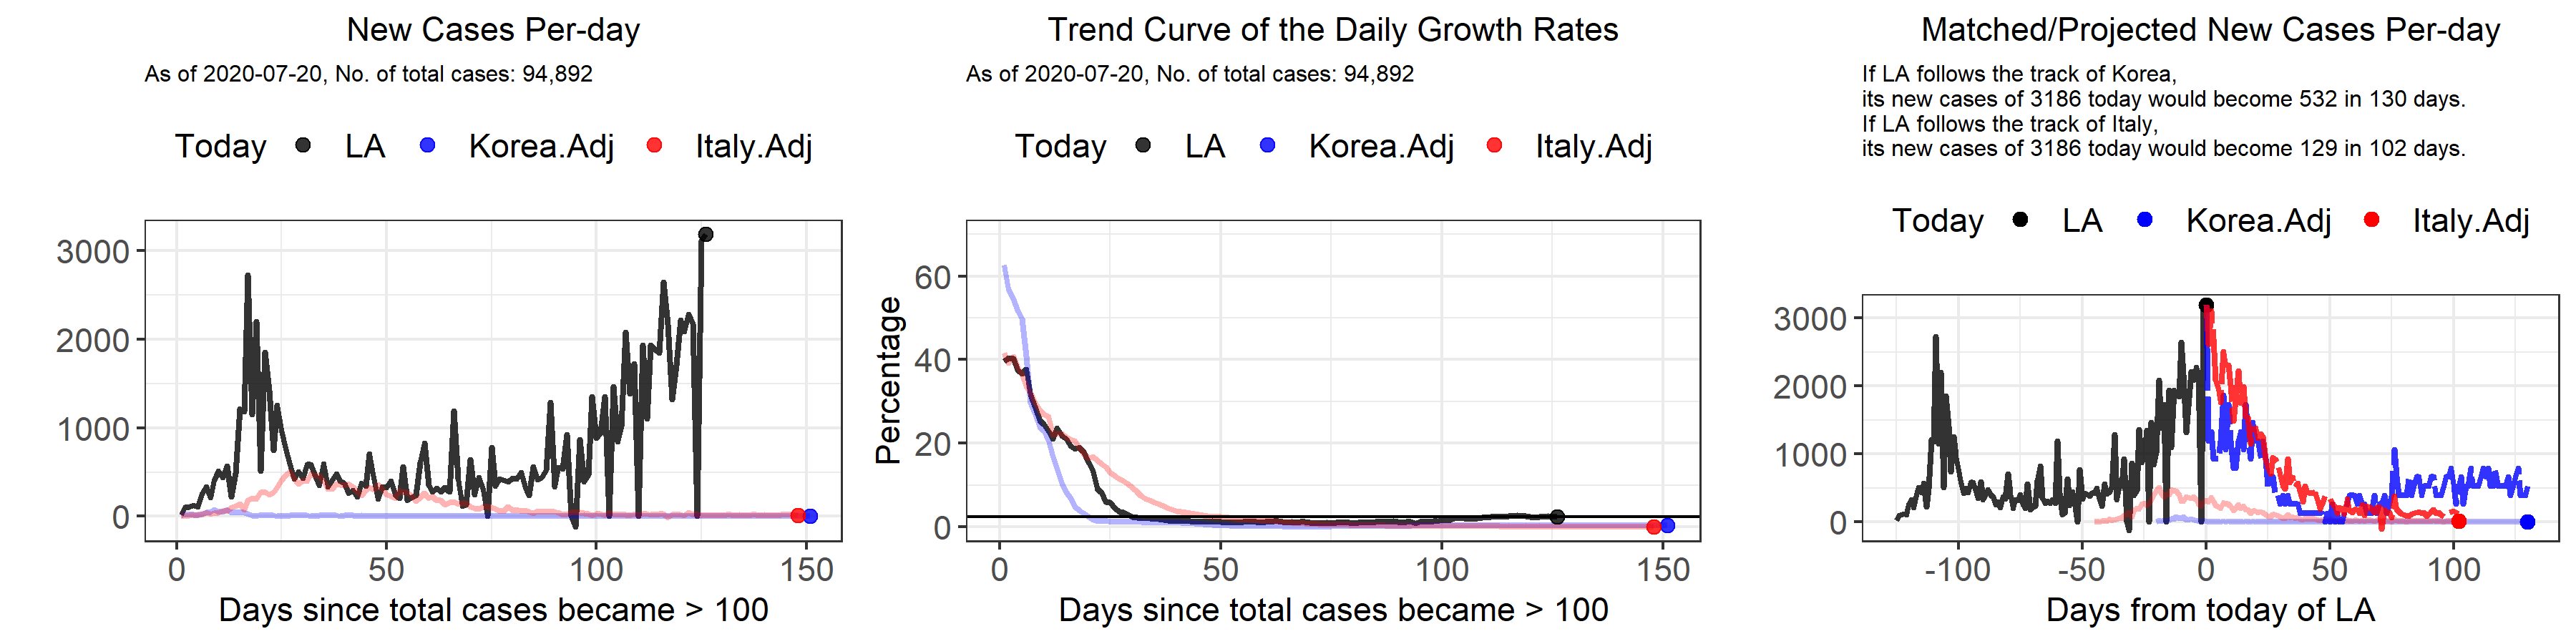 New Cases Per-day
As of 2020-07-20, No. of total cases: 94,892
Today LA Korea.Adj Italy.Adj
3000
2000
1000
0
0 50 100 150
Days since total cases became > 100
Trend Curve of the Daily Growth Rates
As of 2020-07-20, No. of total cases: 94,892
Today LA Korea.Adj Italy.Adj
Percentage
60
40
20
0
0 50 100 150
Days since total cases became > 100
Matched/Projected New Cases Per-day
If LA follows the track of Korea,
its new cases of 3186 today would become 532 in 130 days.
If LA follows the track of Italy,
its new cases of 3186 today would become 129 in 102 days.
Today LA Korea.Adj Italy.Adj
3000
2000
1000
0
-100 -50 0 50 100
Days from today of LA